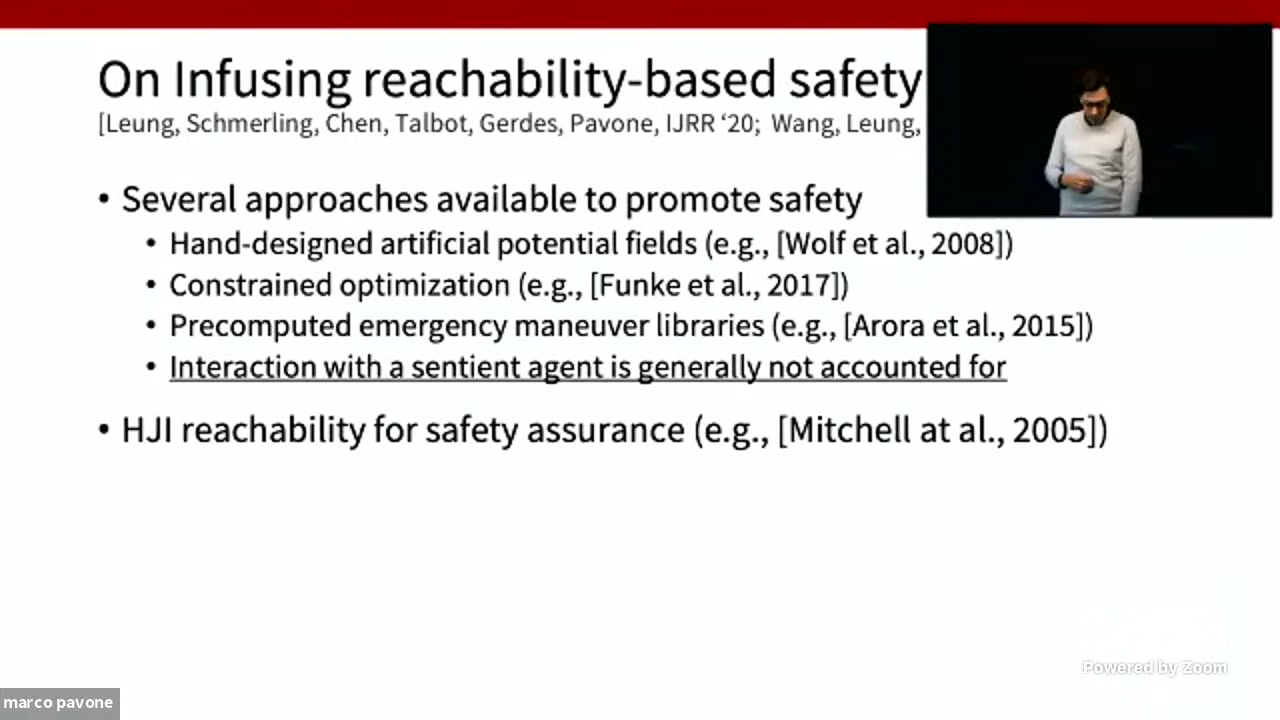 On Infusing reachability-based safety
[Leung, Schmerling, Chen, Talbot, Gerdes, Pavone, IJRR ‘20; Wang, Leung,
• Several approaches available to promote safety
• Hand-designed artificial potential fields (e.g., [Wolf et al., 2008])
• Constrained optimization (e.g., [Funke et al., 2017])
• Precomputed emergency maneuver libraries (e.g., [Arora et al., 2015])
• Interaction with a sentient agent is generally not accounted for
• HJI reachability for safety assurance (e.g., [Mitchell at al., 2005])
Powered by Zoom
marco pavone